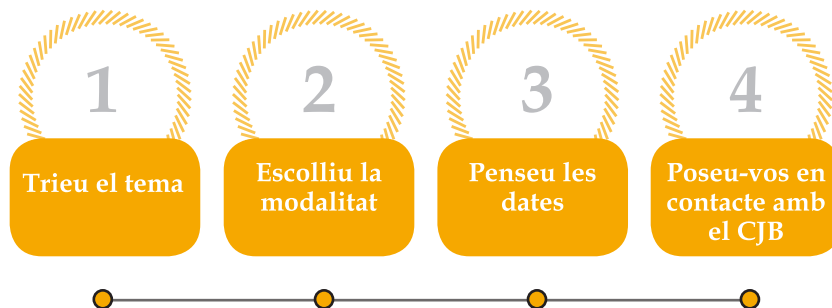 1
Trieu el tema
2
Escolliu la
modalitat
3
Penseu les
dates
4
Poseu-vos en
contacte amb
el CJB